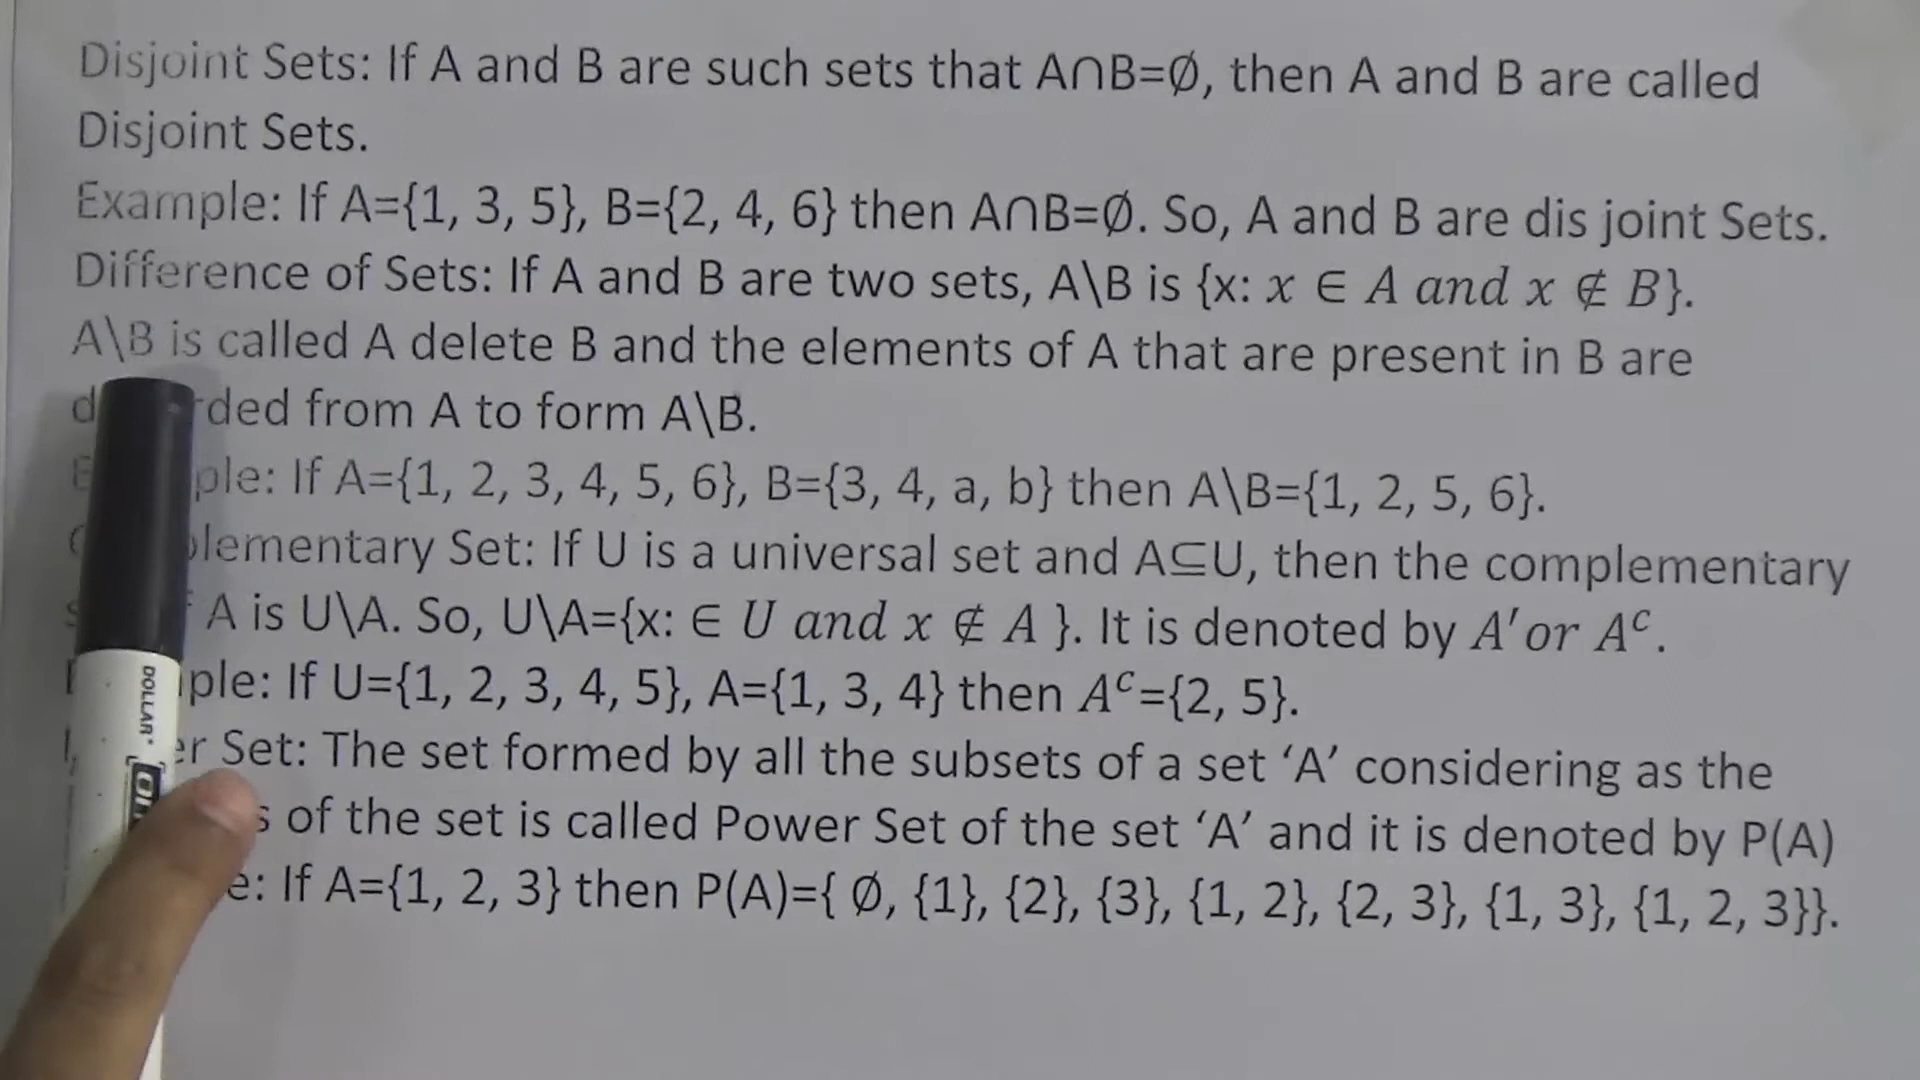 Disjoint Sets: If A and B are such sets that A∩B=∅, then A and B are called
Disjoint Sets.
Example: If A={1, 3, 5}, B={2, 4, 6} then A∩B=∅. So, A and B are dis joint Sets.
Difference of Sets: If A and B are two sets, A\B is {x: x ∈ A and x ∉ B}.
A\B is called A delete B and the elements of A that are present in B are
from A to form A\B.
If A={1, 2, 3, 4, 5, 6}, B={3, 4, a, b} then A\B={1, 2, 5, 6}.
Set: If U is a universal set and A⊆U, then the complementary
A is U\A. So, U\A={x: ∈ U and x ∉ A }. It is denoted by A′or Aᶜ.
If U={1, 2, 3, 4, 5}, A={1, 3, 4} then Aᶜ={2, 5}.
Set: The set formed by all the subsets of a set ‘A’ considering as the
of the set is called Power Set of the set ‘A’ and it is denoted by P(A)
If A={1, 2, 3} then P(A)={ ∅, {1}, {2}, {3}, {1, 2}, {2, 3}, {1, 3}, {1, 2, 3}}.
DOLLAR